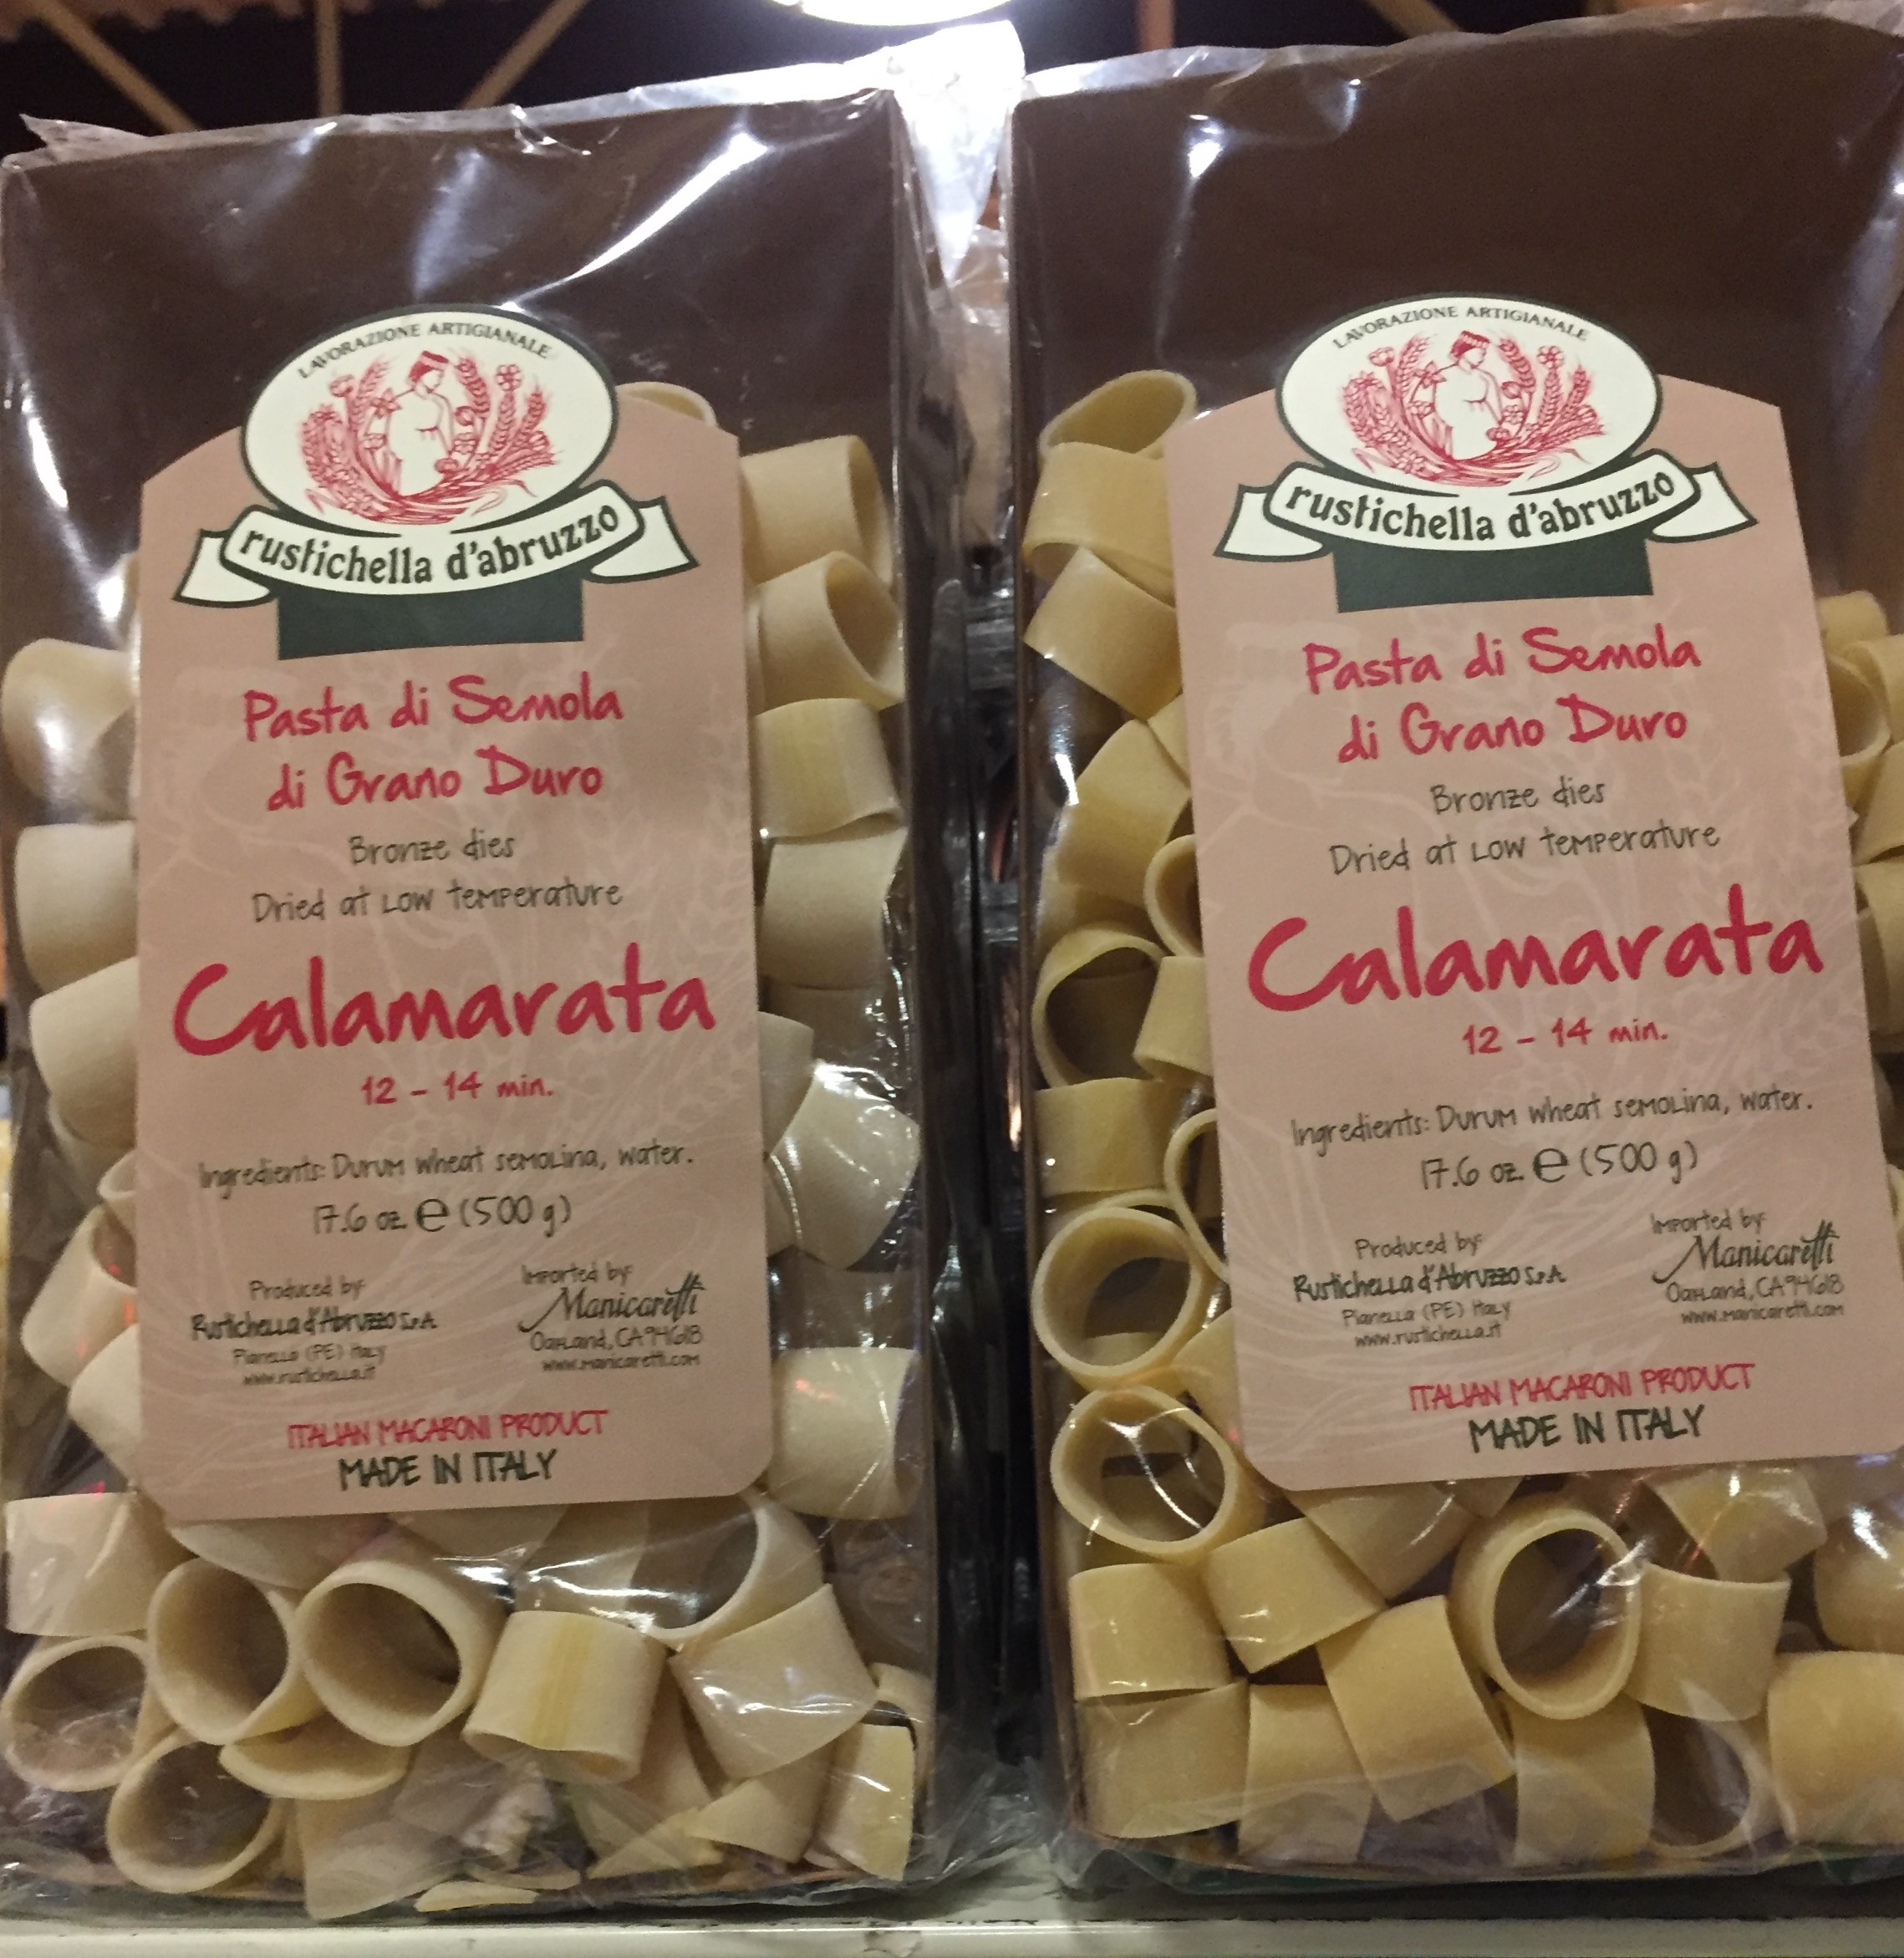 LAVORAZIONE ARTIGIANALE
rustichella d'abruzzo
Pasta di Semola
di Grano Duro
Bronze dies
Dried at low temperature
Calamarata
12 - 14 min.
Ingredients: Durum wheat semolina, water.
17.6 oz. e (500 g)
Produced by:
Rustichella d'Abruzzo S.p.A.
Pianella (PE) Italy
www.rustichella.it
Imported by:
Manicaretti
Oakland, CA 94618
www.manicaretti.com
ITALIAN MACARONI PRODUCT
MADE IN ITALY
LAVORAZIONE ARTIGIANALE
rustichella d'abruzzo
Pasta di Semola
di Grano Duro
Bronze dies
Dried at low temperature
Calamarata
12 - 14 min.
Ingredients: Durum wheat semolina, water.
17.6 oz. e (500 g)
Produced by:
Rustichella d'Abruzzo S.p.A.
Pianella (PE) Italy
www.rustichella.it
Imported by:
Manicaretti
Oakland, CA 94618
www.manicaretti.com
ITALIAN MACARONI PRODUCT
MADE IN ITALY